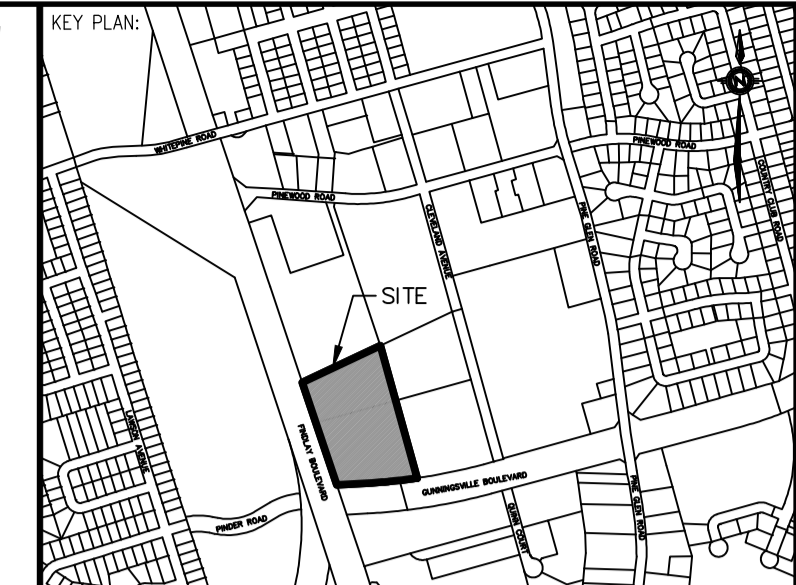 KEY PLAN:
WHITEPINE ROAD
N
PINEWOOD ROAD
PINEWOOD ROAD
COUNTRY CLUB ROAD
CLEVELAND AVENUE
PINE GLEN ROAD
SITE
LAWSON AVENUE
FINDLAY BOULEVARD
GUNNINGSVILLE BOULEVARD
PINE GLEN ROAD
PINDER ROAD
QUINN COURT